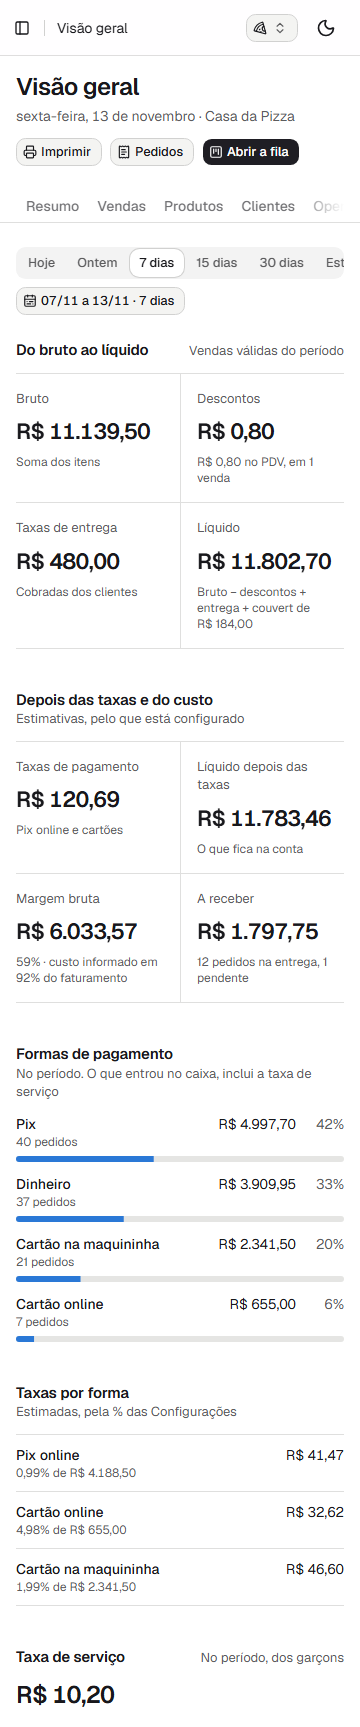 Visão geral
Visão geral
sexta-feira, 13 de novembro · Casa da Pizza
Imprimir Pedidos Abrir a fila
Resumo Vendas Produtos Clientes Ope
Hoje Ontem 7 dias 15 dias 30 dias Est
07/11 a 13/11 · 7 dias
Do bruto ao líquido Vendas válidas do período
Bruto
R$ 11.139,50
Soma dos itens
Descontos
R$ 0,80
R$ 0,80 no PDV, em 1
venda
Taxas de entrega
R$ 480,00
Cobradas dos clientes
Líquido
R$ 11.802,70
Bruto − descontos +
entrega + couvert de
R$ 184,00
Depois das taxas e do custo
Estimativas, pelo que está configurado
Taxas de pagamento
R$ 120,69
Pix online e cartões
Líquido depois das
taxas
R$ 11.783,46
O que fica na conta
Margem bruta
R$ 6.033,57
59% · custo informado em
92% do faturamento
A receber
R$ 1.797,75
12 pedidos na entrega, 1
pendente
Formas de pagamento
No período. O que entrou no caixa, inclui a taxa de
serviço
Pix R$ 4.997,70 42%
40 pedidos
Dinheiro R$ 3.909,95 33%
37 pedidos
Cartão na maquininha R$ 2.341,50 20%
21 pedidos
Cartão online R$ 655,00 6%
7 pedidos
Taxas por forma
Estimadas, pela % das Configurações
Pix online R$ 41,47
0,99% de R$ 4.188,50
Cartão online R$ 32,62
4,98% de R$ 655,00
Cartão na maquininha R$ 46,60
1,99% de R$ 2.341,50
Taxa de serviço No período, dos garçons
R$ 10,20